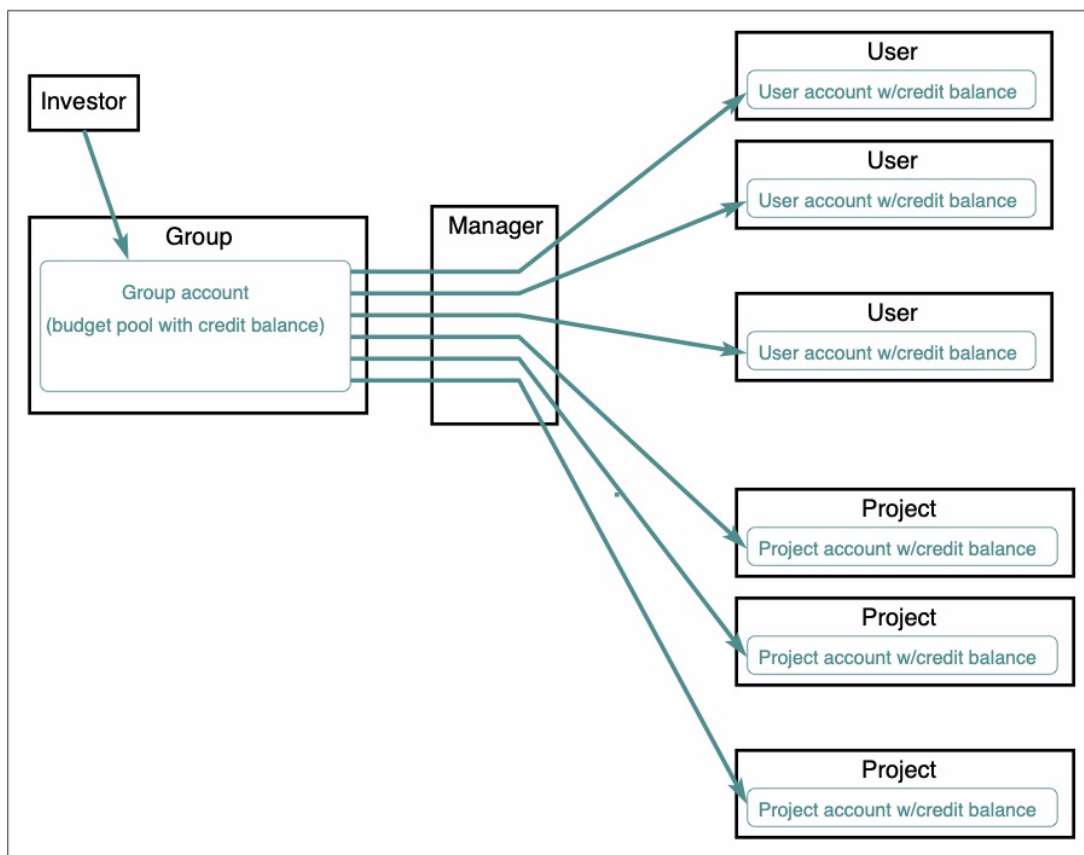 Investor
Group
Group account
(budget pool with credit balance)
Manager
User
User account w/credit balance
User
User account w/credit balance
User
User account w/credit balance
Project
Project account w/credit balance
Project
Project account w/credit balance
Project
Project account w/credit balance